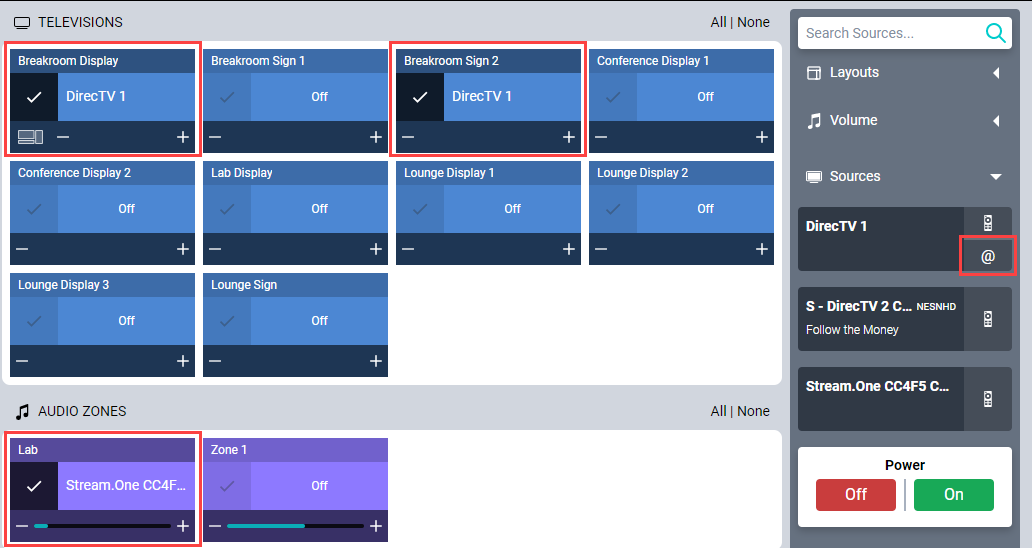 TELEVISIONS
All | None
Breakroom Display
DirecTV 1
Breakroom Sign 1
Off
Breakroom Sign 2
DirecTV 1
Conference Display 1
Off
Conference Display 2
Off
Lab Display
Off
Lounge Display 1
Off
Lounge Display 2
Off
Lounge Display 3
Off
Lounge Sign
Off
AUDIO ZONES
All | None
Lab
Stream.One CC4F...
Zone 1
Off
Search Sources...
Layouts
Volume
Sources
DirecTV 1
@
S - DirecTV 2 C... NESNHD
Follow the Money
Stream.One CC4F5 C...
Power
Off
On